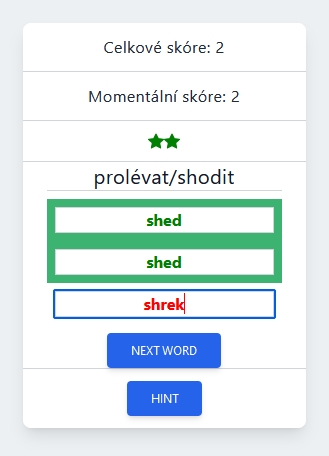 Celkové skóre: 2
Momentální skóre: 2
prolévat/shodit
shed
shed
shrek
NEXT WORD
HINT